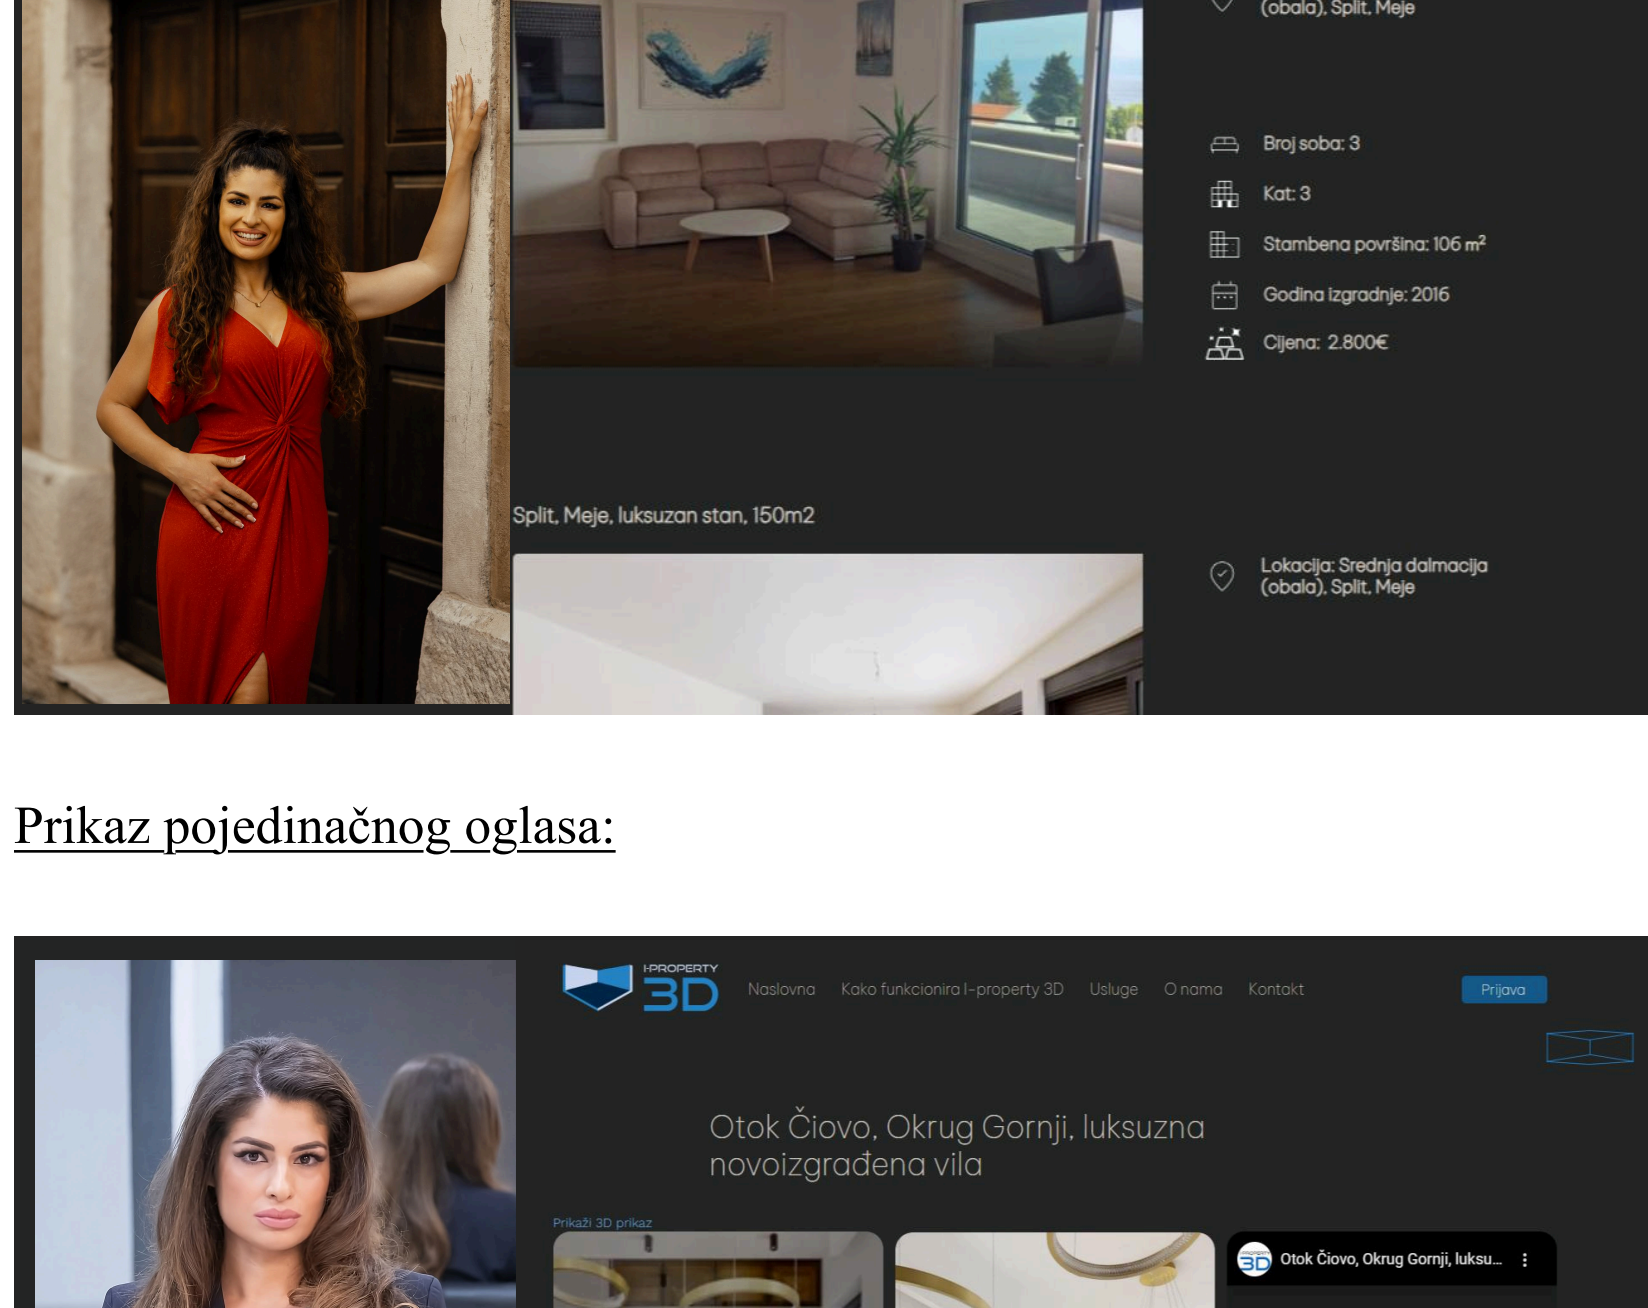 (obala), Split, Meje
Broj soba: 3
Kat: 3
Stambena površina: 106 m²
Godina izgradnje: 2016
Cijena: 2.800€
Split, Meje, luksuzan stan, 150m2
Lokacija: Srednja dalmacija
(obala), Split, Meje
Prikaz pojedinačnog oglasa:
I-PROPERTY
3D
Naslovna Kako funkcionira I-property 3D Usluge O nama Kontakt Prijava
Otok Čiovo, Okrug Gornji, luksuzna
novoizgrađena vila
Prikaži 3D prikaz
I-PROPERTY
3D
Otok Čiovo, Okrug Gornji, luksu...